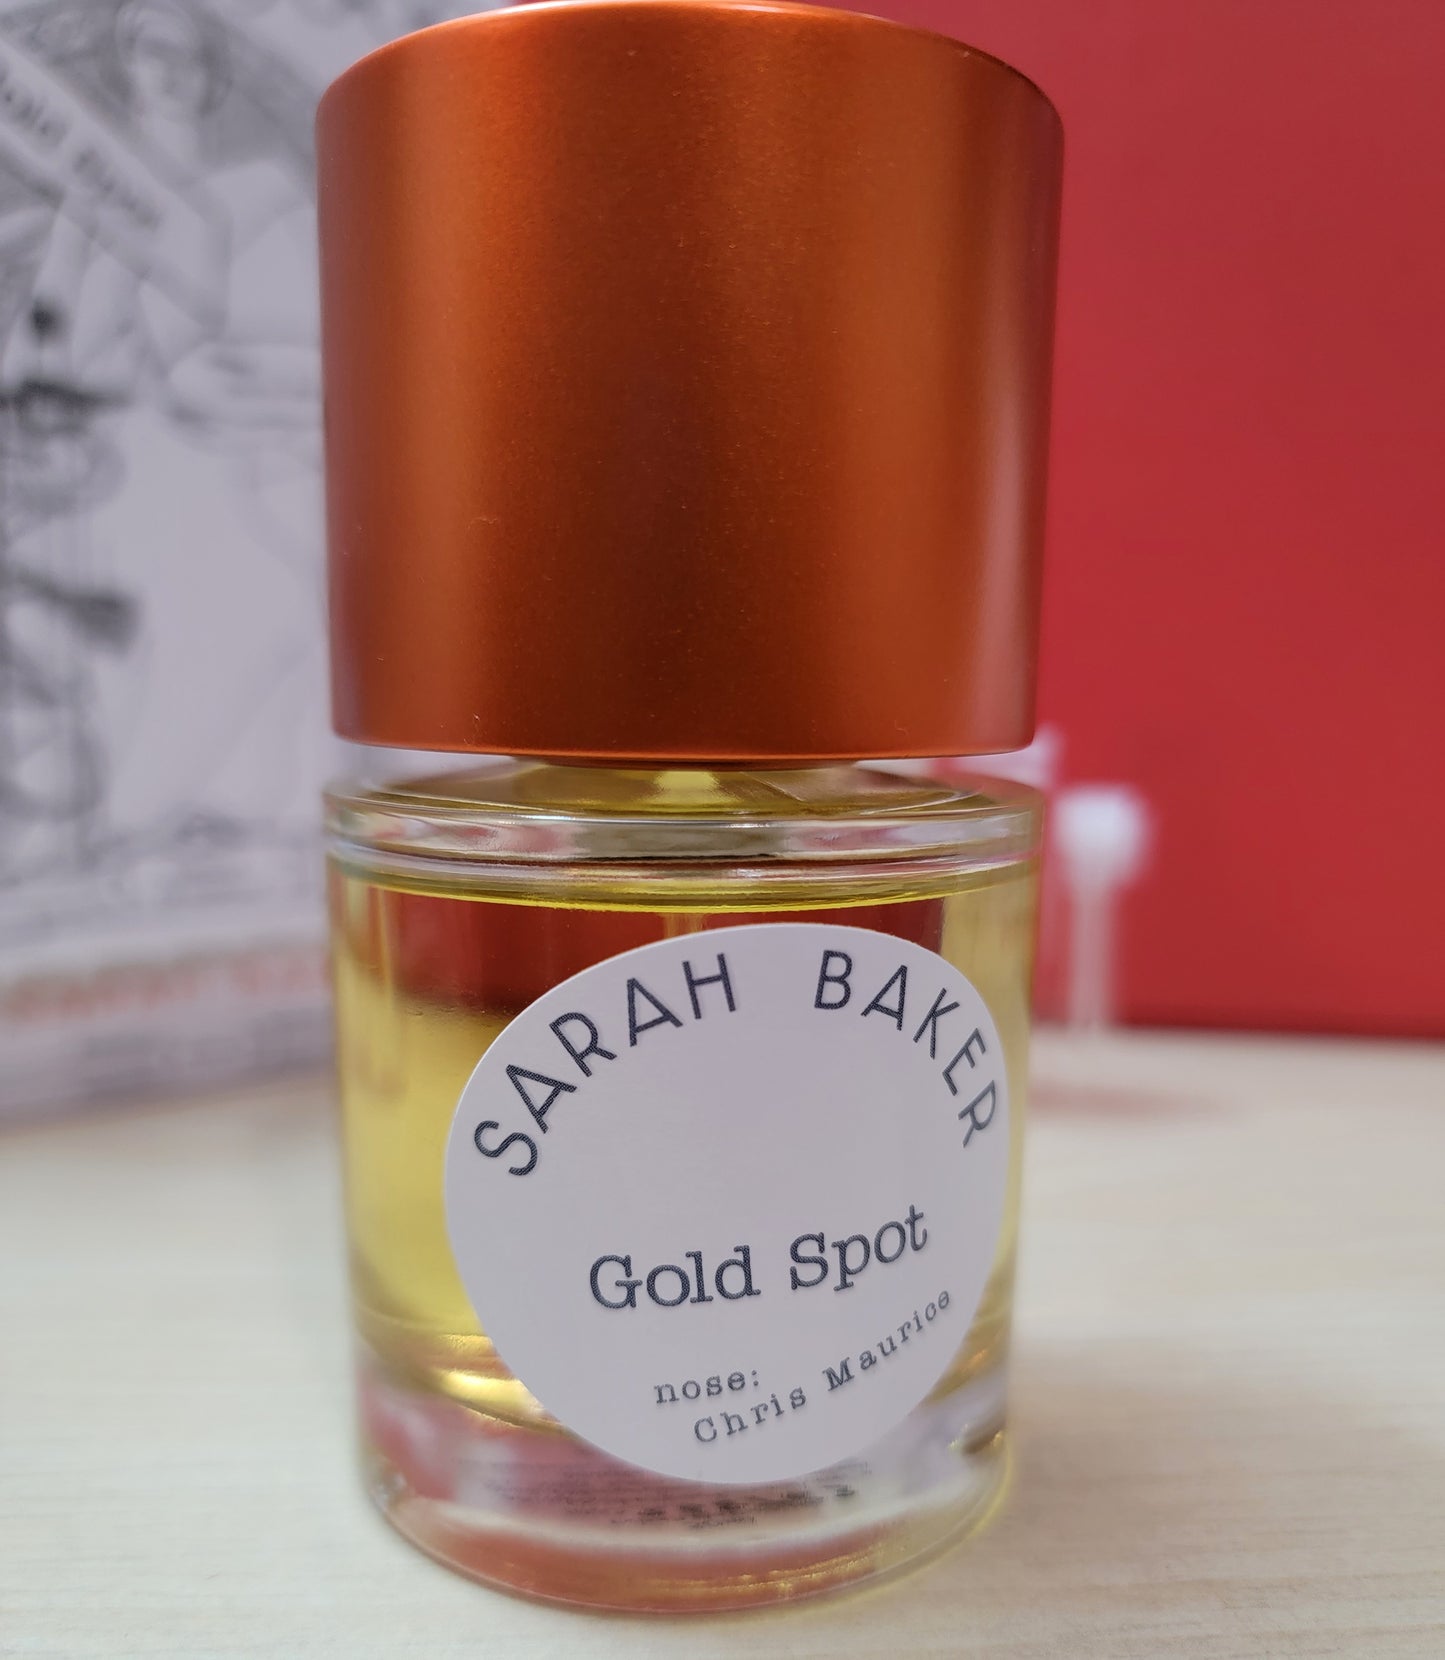 SARAH BAKER
Gold Spot
nose:
Chris Maurice